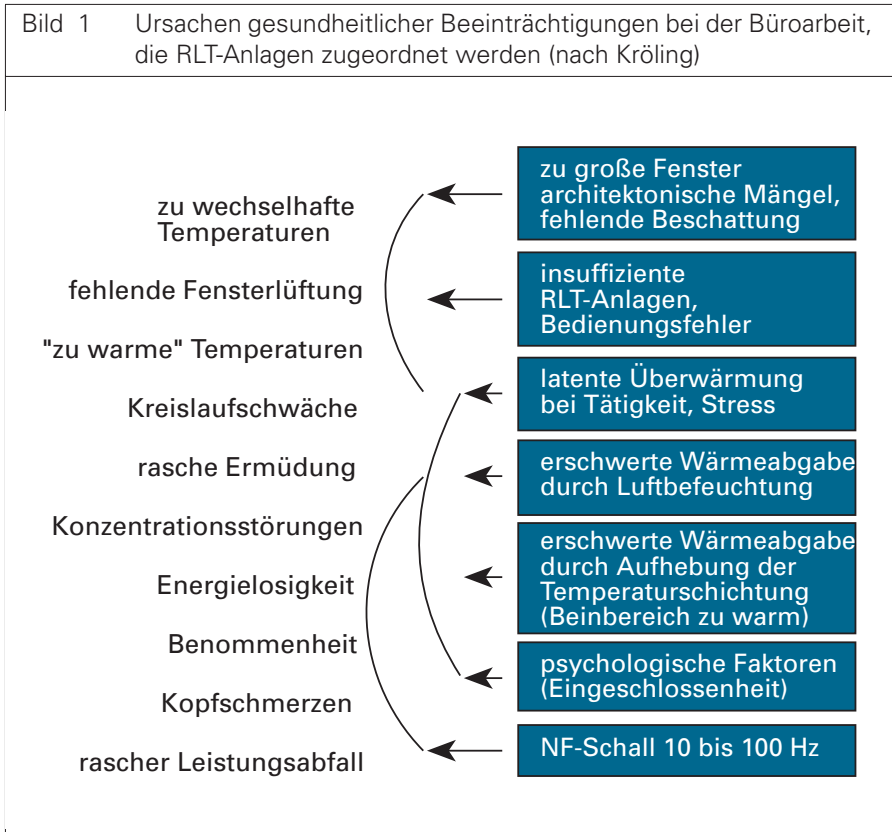 Bild 1 Ursachen gesundheitlicher Beeinträchtigungen bei der Büroarbeit,
die RLT-Anlagen zugeordnet werden (nach Kröling)
zu wechselhafte
Temperaturen
fehlende Fensterlüftung
"zu warme" Temperaturen
Kreislaufschwäche
rasche Ermüdung
Konzentrationsstörungen
Energielosigkeit
Benommenheit
Kopfschmerzen
rascher Leistungsabfall
zu große Fenster
architektonische Mängel,
fehlende Beschattung
insuffiziente
RLT-Anlagen,
Bedienungsfehler
latente Überwärmung
bei Tätigkeit, Stress
erschwerte Wärmeabgabe
durch Luftbefeuchtung
erschwerte Wärmeabgabe
durch Aufhebung der
Temperaturschichtung
(Beinbereich zu warm)
psychologische Faktoren
(Eingeschlossenheit)
NF-Schall 10 bis 100 Hz